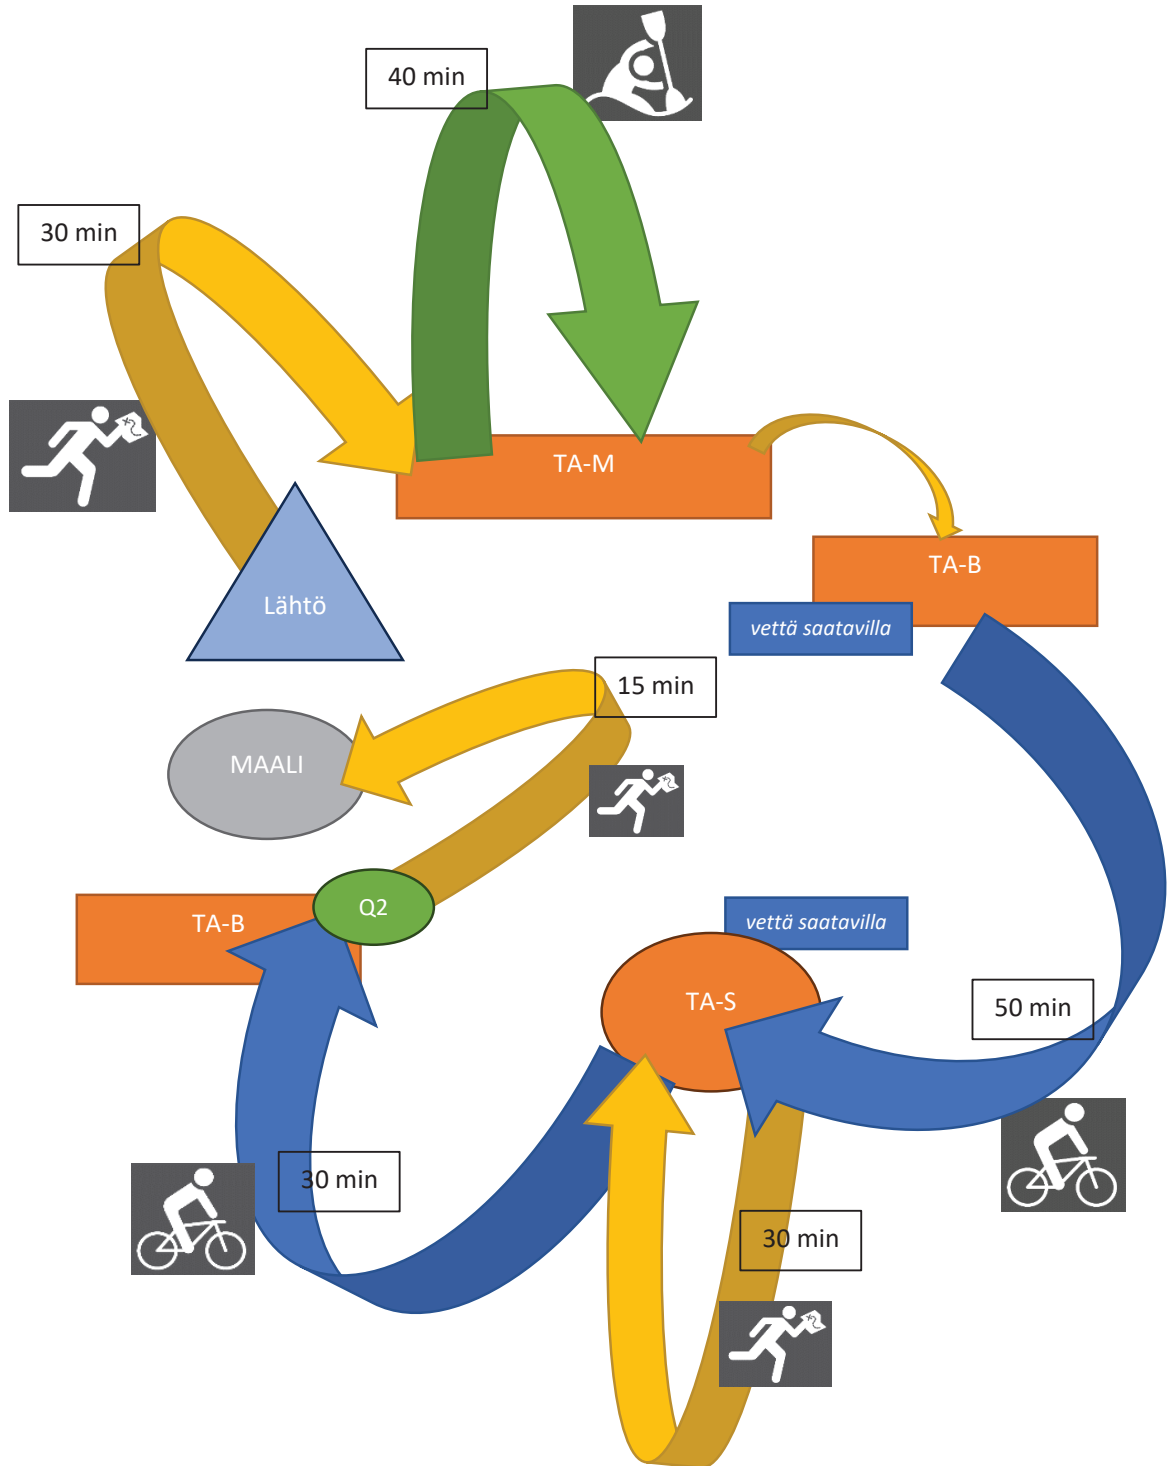 40 min
30 min
TA-M
TA-B
Lähtö
vettä saatavilla
15 min
MAALI
Q2
TA-B
vettä saatavilla
TA-S
50 min
30 min
30 min